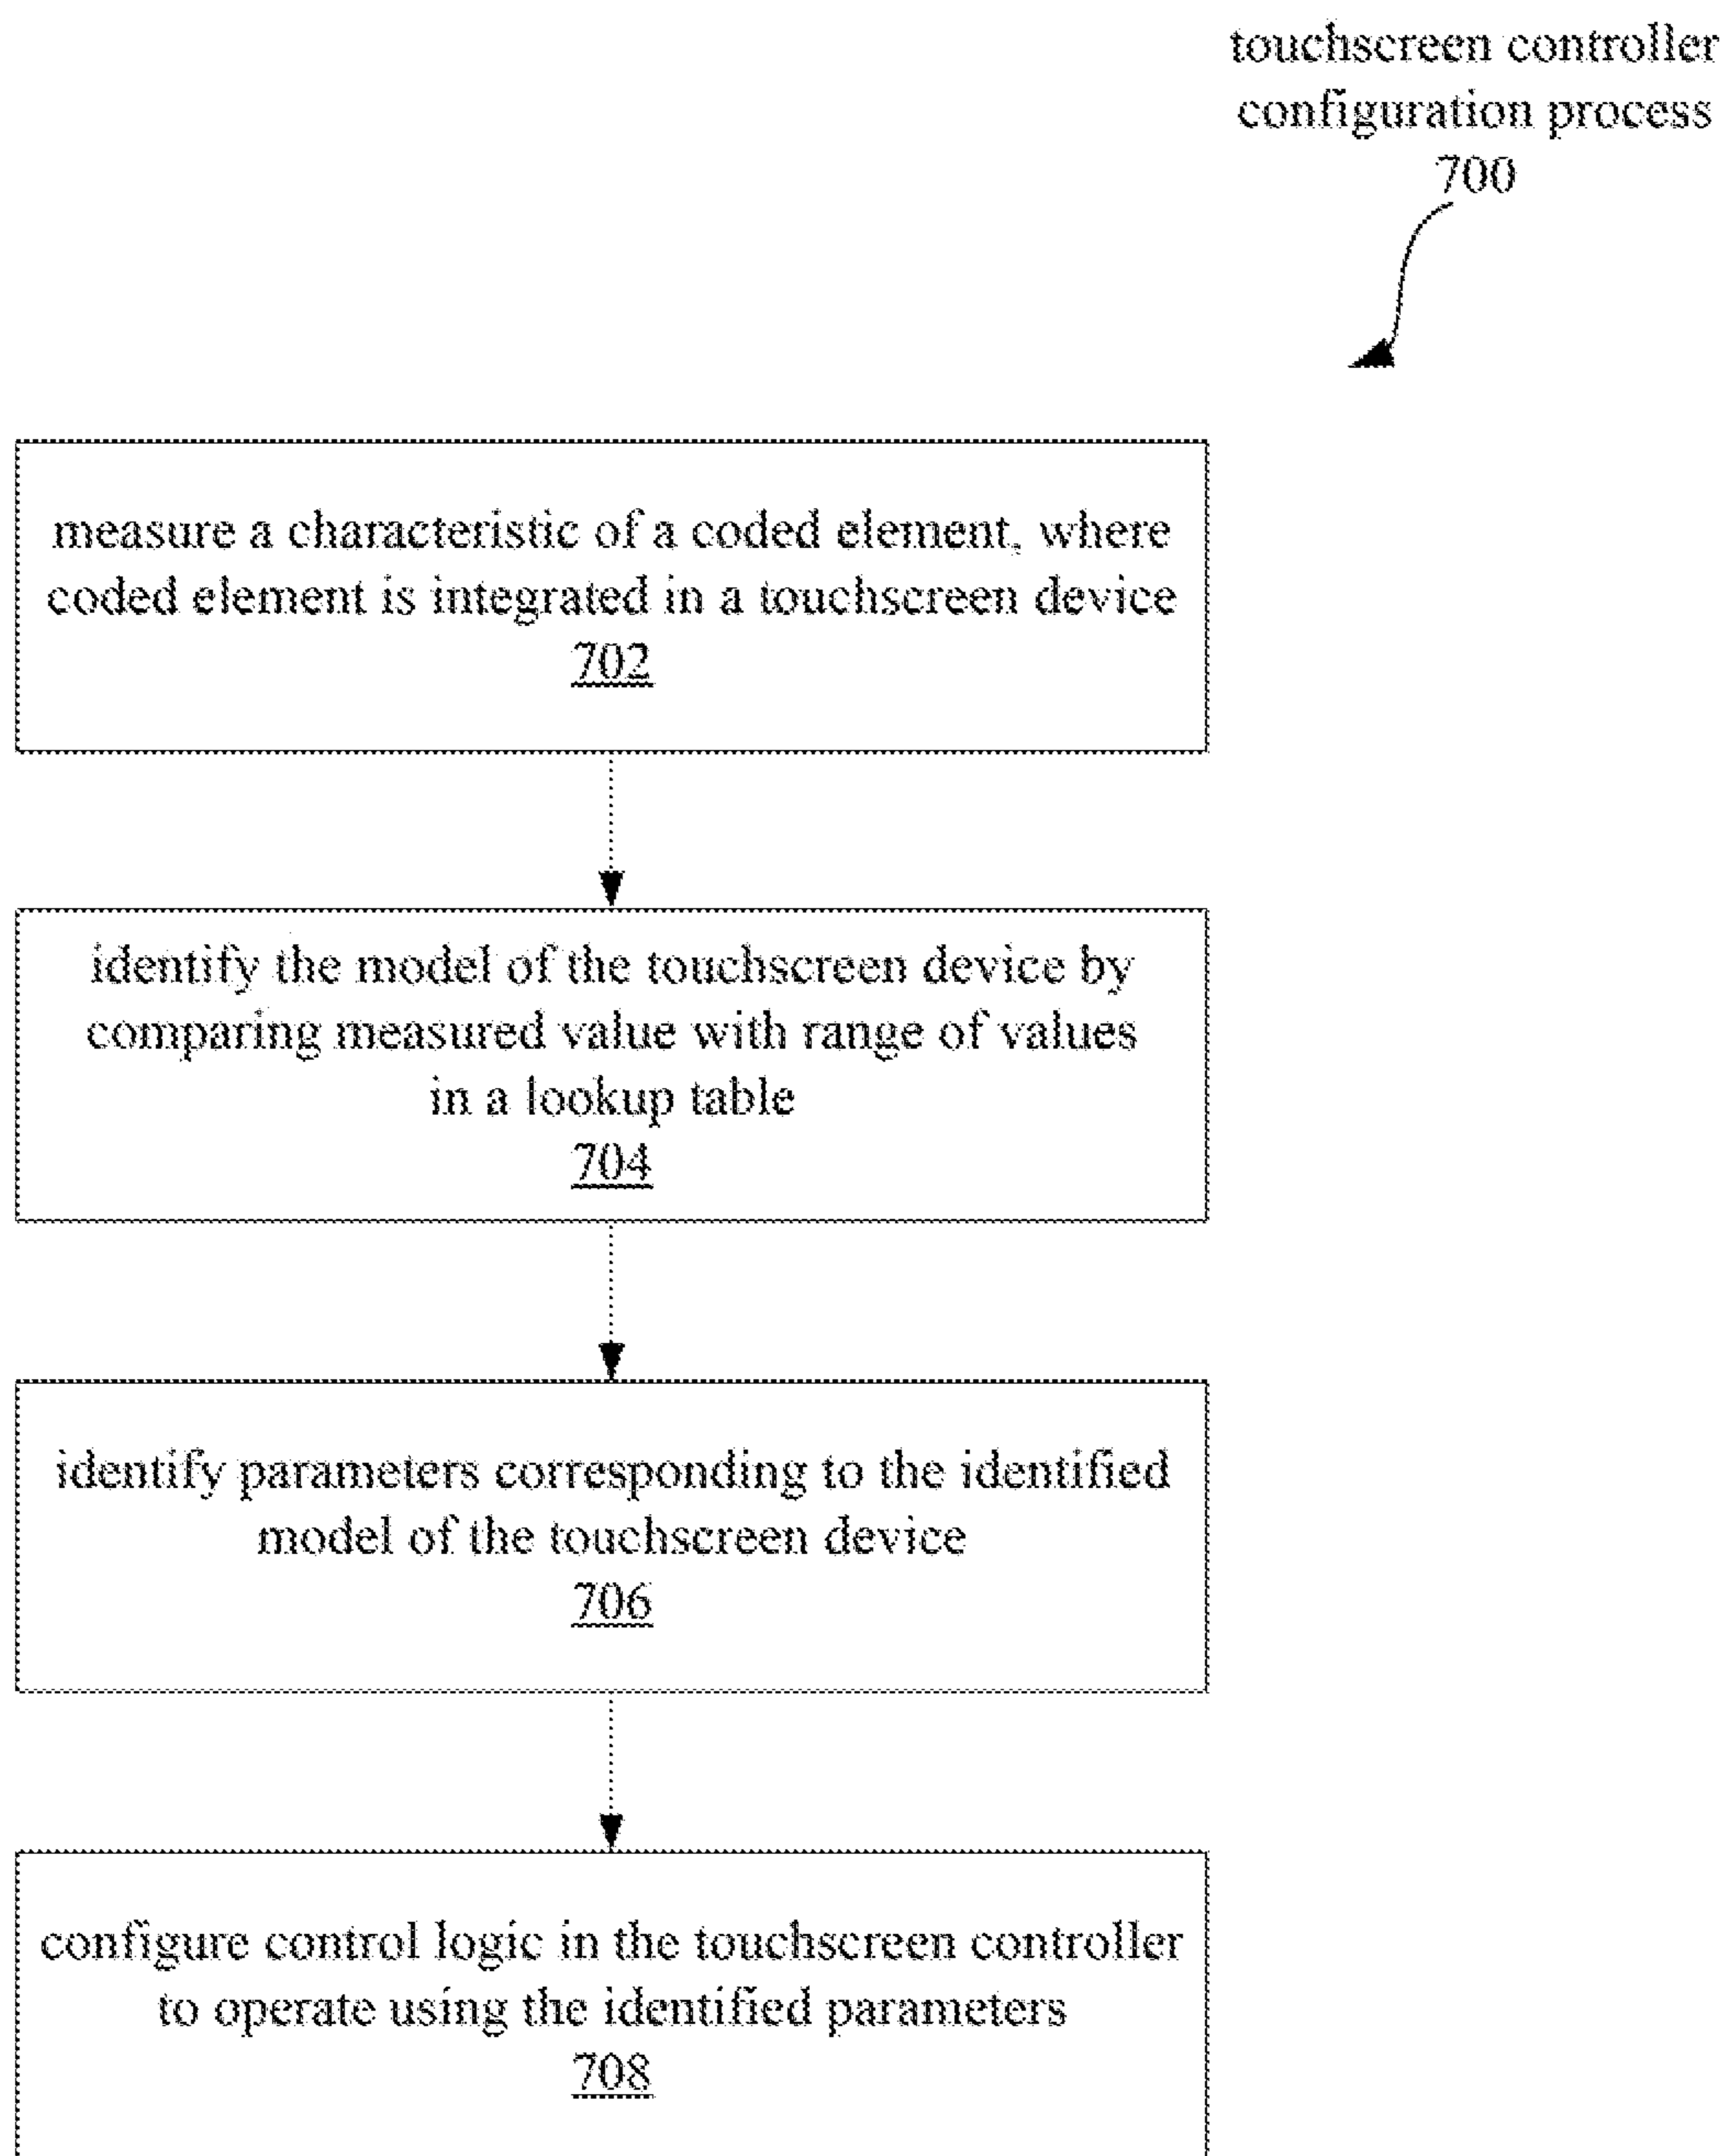 touchscreen controller
configuration process
700
measure a characteristic of a coded element, where
coded element is integrated in a touchscreen device
702
identify the model of the touchscreen device by
comparing measured value with range of values
in a lookup table
704
identify parameters corresponding to the identified
model of the touchscreen device
706
configure control logic in the touchscreen controller
to operate using the identified parameters
708